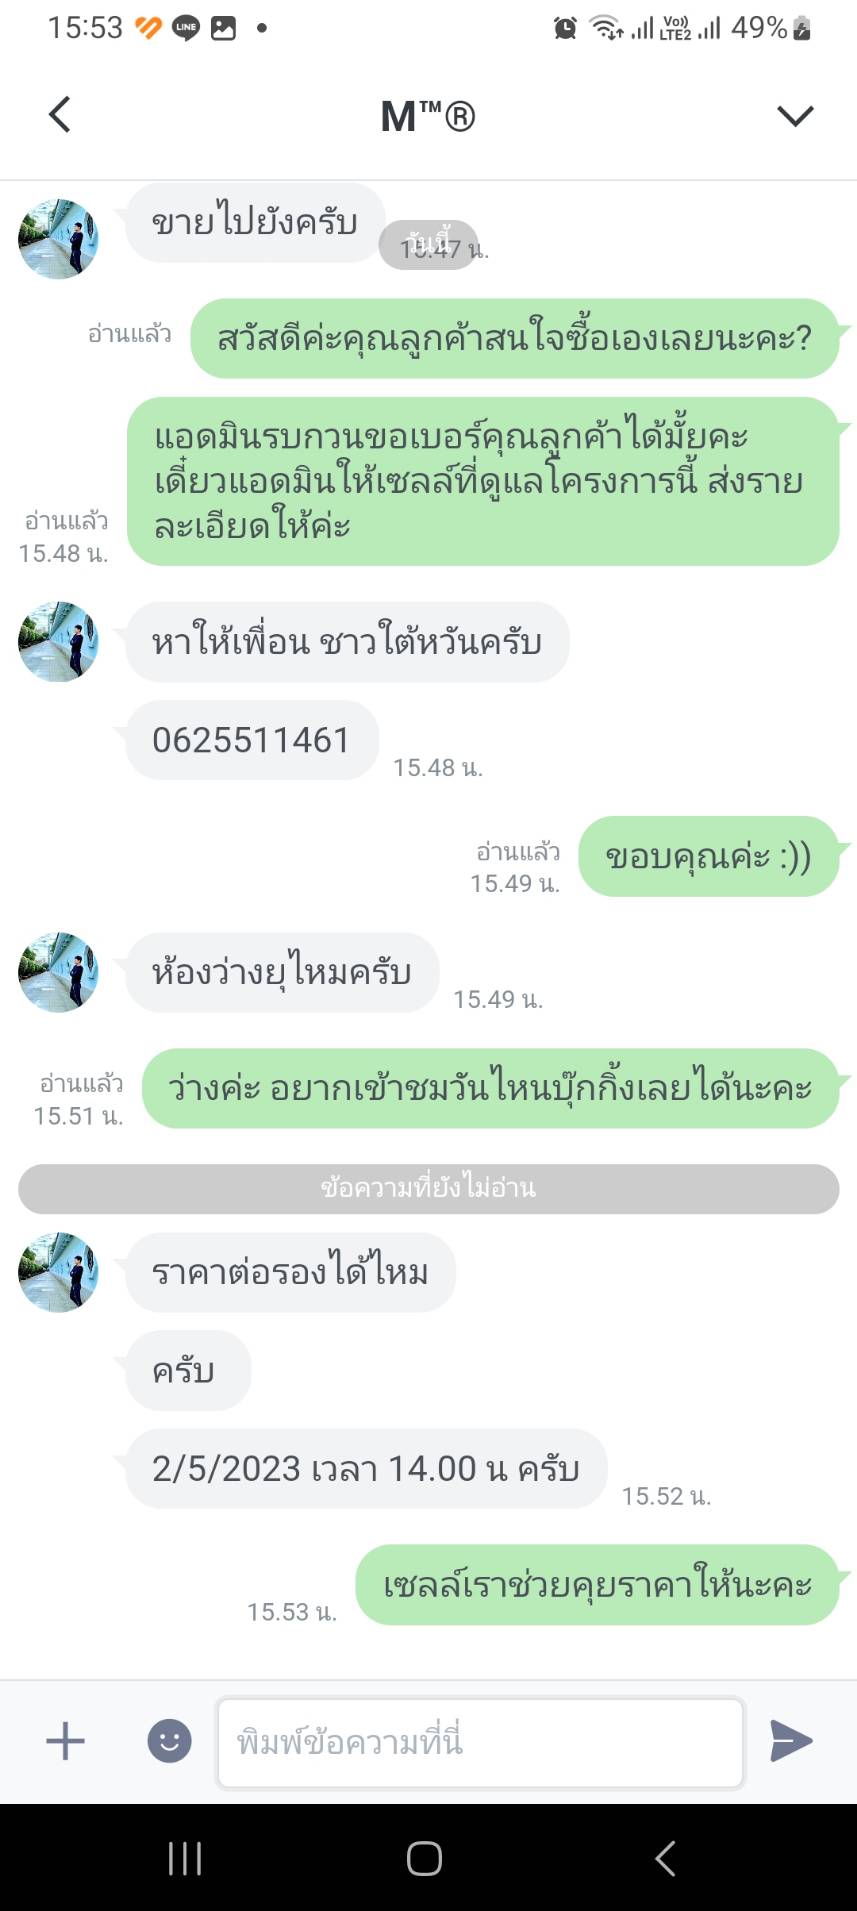 15:53
LINE
Vo))
LTE2
49%
M™®
ขายไปยังครับ
วันนี้
15.47 น.
สวัสดีค่ะคุณลูกค้าสนใจซื้อเองเลยนะคะ?
อ่านแล้ว
แอดมินรบกวนขอเบอร์คุณลูกค้าได้มั้ยคะ
เดี๋ยวแอดมินให้เซลล์ที่ดูแลโครงการนี้ ส่งราย
ละเอียดให้ค่ะ
อ่านแล้ว
15.48 น.
หาให้เพื่อน ชาวใต้หวันครับ
0625511461
15.48 น.
ขอบคุณค่ะ :))
อ่านแล้ว
15.49 น.
ห้องว่างยุไหมครับ
15.49 น.
ว่างค่ะ อยากเข้าชมวันไหนบุ๊กกิ้งเลยได้นะคะ
อ่านแล้ว
15.51 น.
ข้อความที่ยังไม่อ่าน
ราคาต่อรองได้ไหม
ครับ
2/5/2023 เวลา 14.00 น ครับ
15.52 น.
เซลล์เราช่วยคุยราคาให้นะคะ
15.53 น.
พิมพ์ข้อความที่นี่